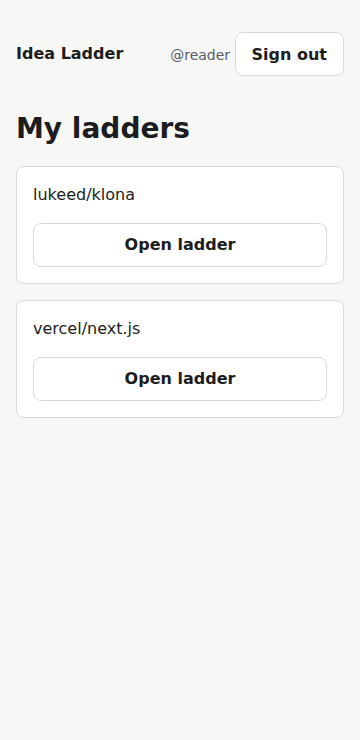 Idea Ladder
@reader
Sign out
My ladders
lukeed/klona
Open ladder
vercel/next.js
Open ladder